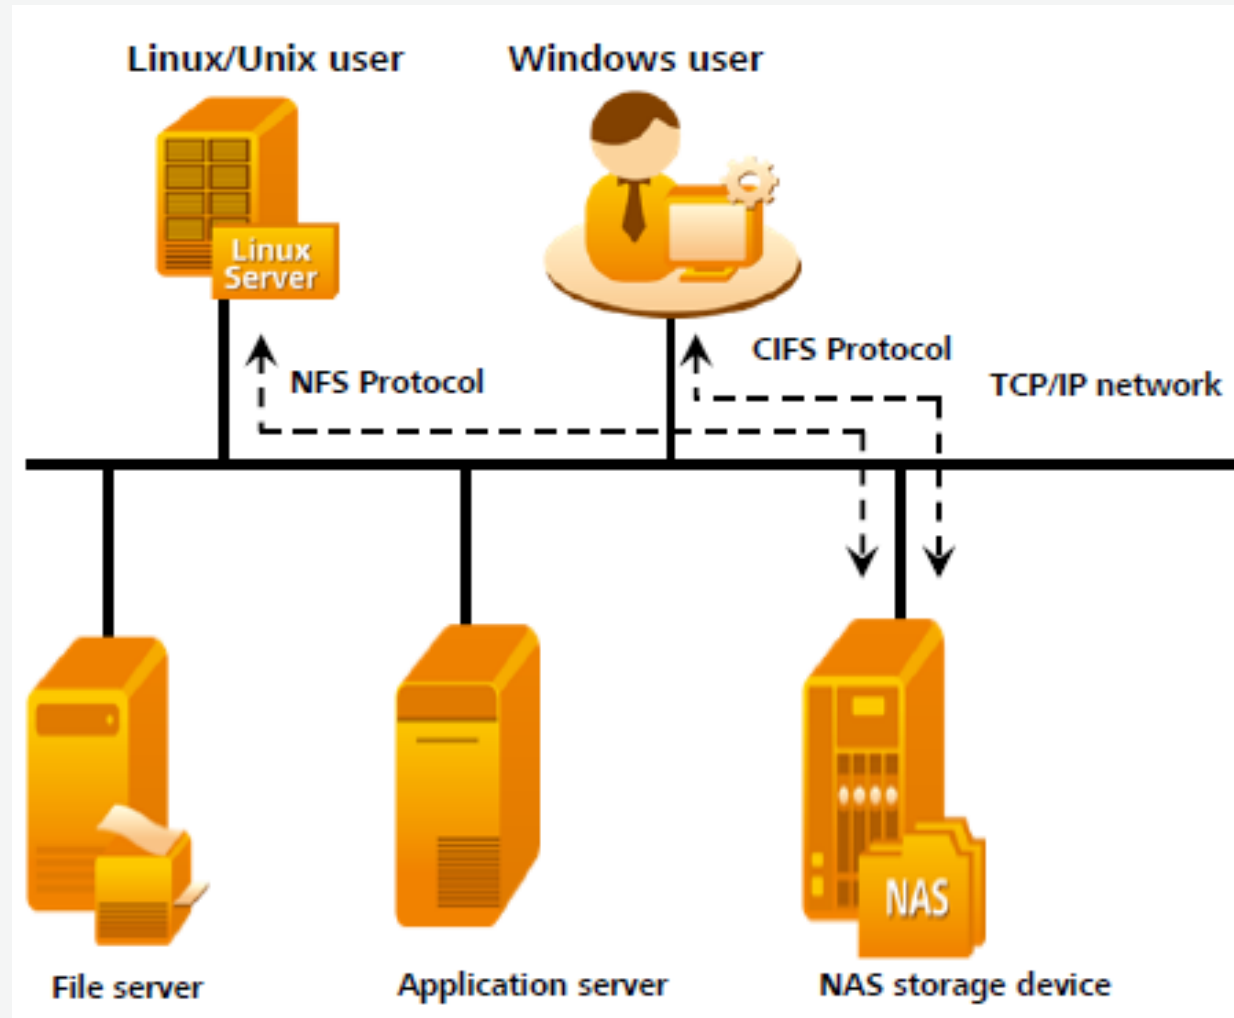 Linux/Unix user
Windows user
Linux
Server
CIFS Protocol
NFS Protocol
TCP/IP network
NAS
File server
Application server
NAS storage device